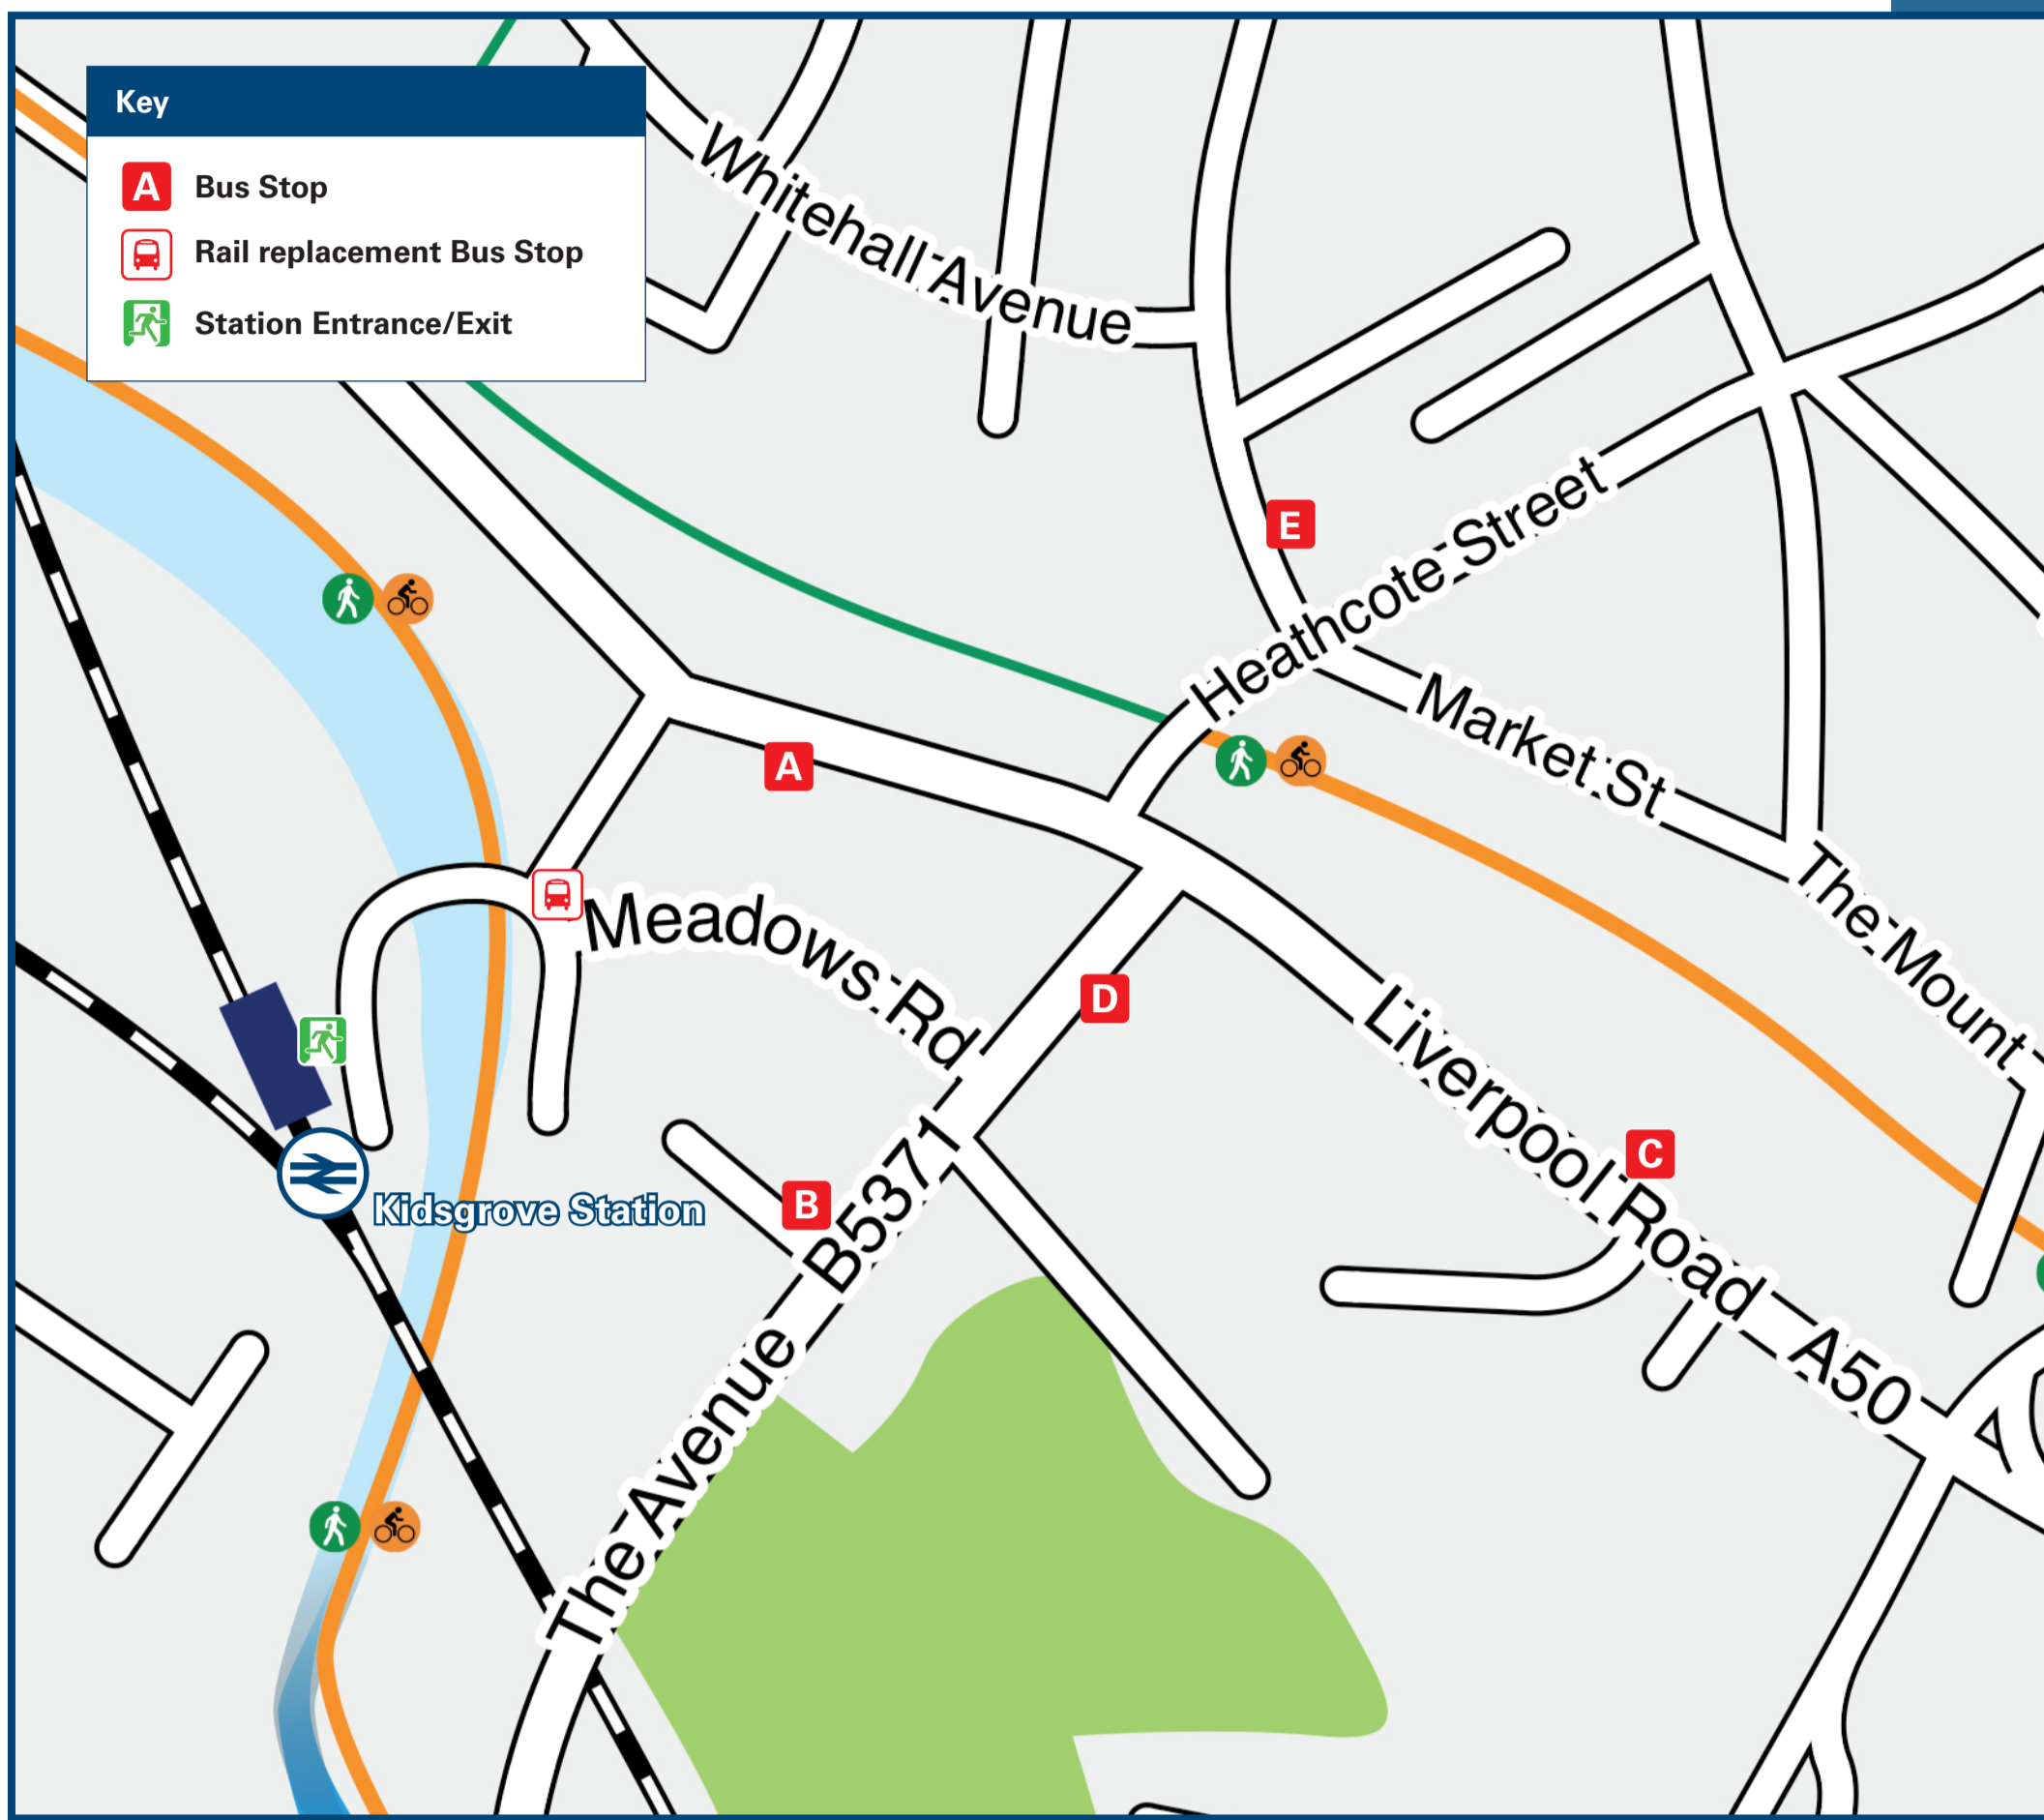 Key
A Bus Stop
Rail replacement Bus Stop
Station Entrance/Exit
Whitehall Avenue
E
Heathcote Street
Market St
A
The Mount
Meadows Rd
D
Liverpool Road A50
C
B
Kidsgrove Station
The Avenue B5371